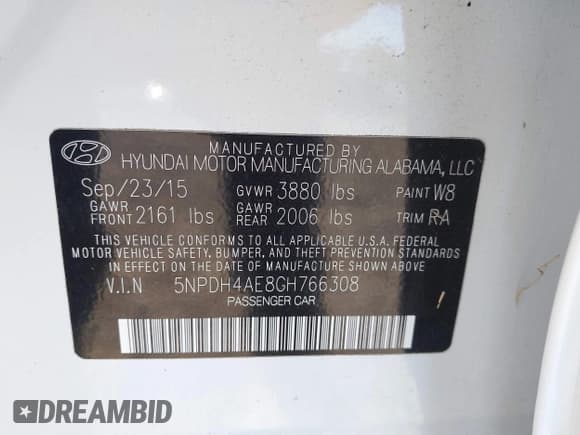 MANUFACTURED BY
HYUNDAI MOTOR MANUFACTURING ALABAMA, LLC
Sep/23/15 GVWR 3880 lbs PAINT W8
GAWR FRONT 2161 lbs GAWR REAR 2006 lbs TRIM RA
THIS VEHICLE CONFORMS TO ALL APPLICABLE U.S.A. FEDERAL
MOTOR VEHICLE SAFETY, BUMPER, AND THEFT PREVENTION STANDARDS
IN EFFECT ON THE DATE OF MANUFACTURE SHOWN ABOVE.
V.I.N 5NPDH4AE8GH766308
PASSENGER CAR
DREAMBID